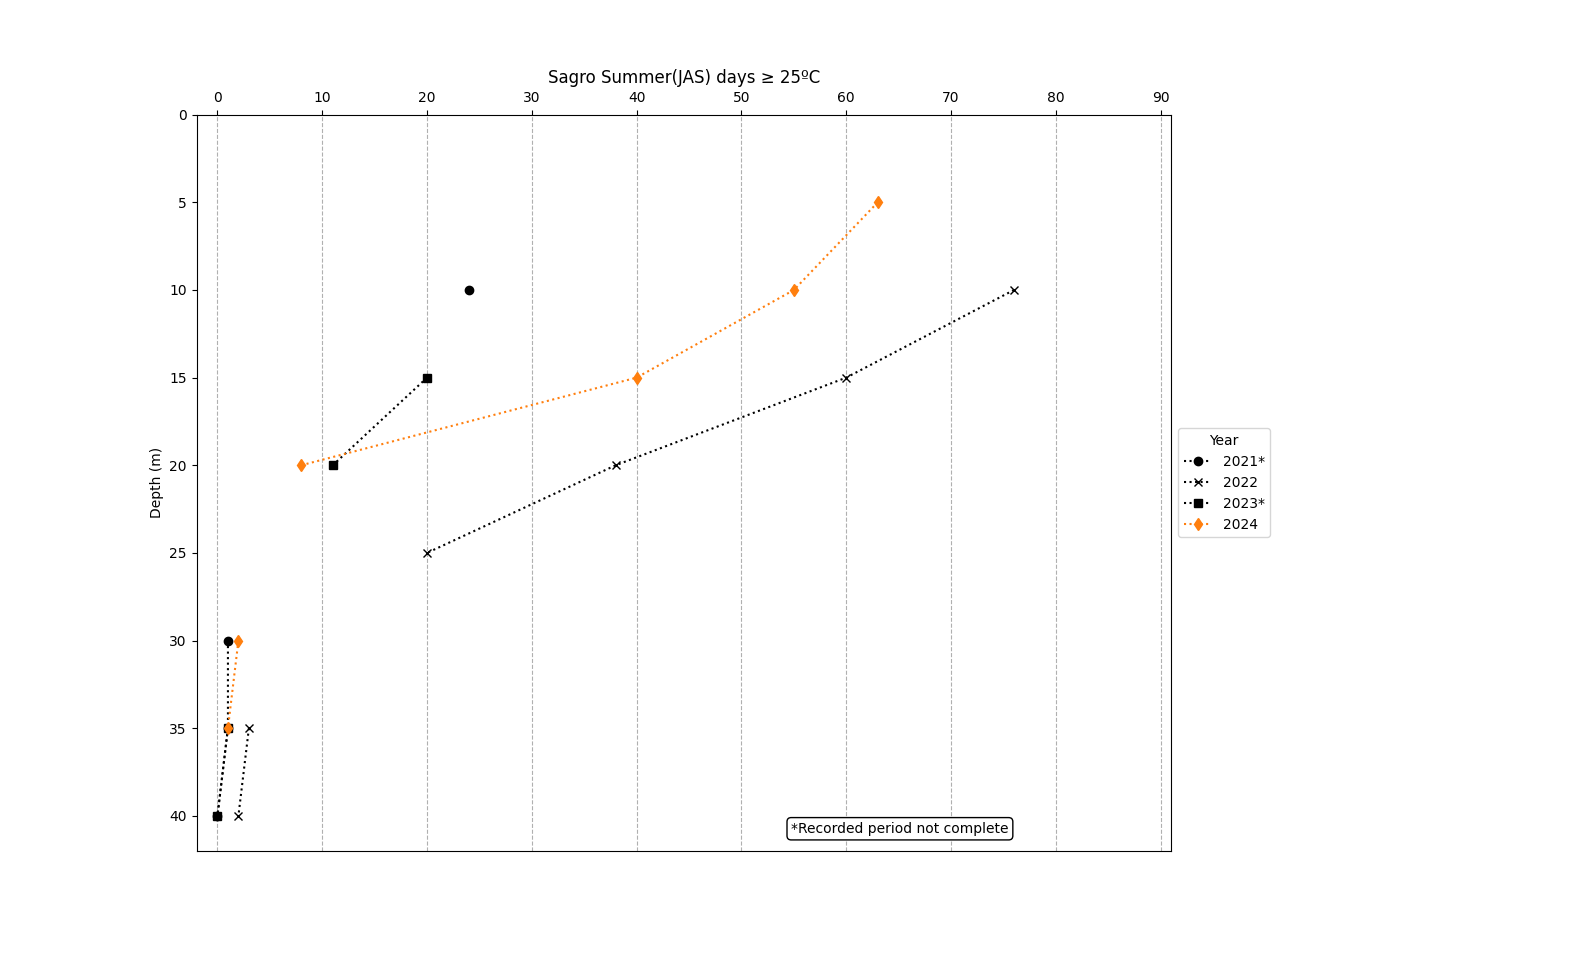 Sagro Summer(JAS) days ≥ 25ºC
0 10 20 30 40 50 60 70 80 90
0
5
10
15
20
25
30
35
40
Depth (m)
Year
2021*
2022
2023*
2024
*Recorded period not complete